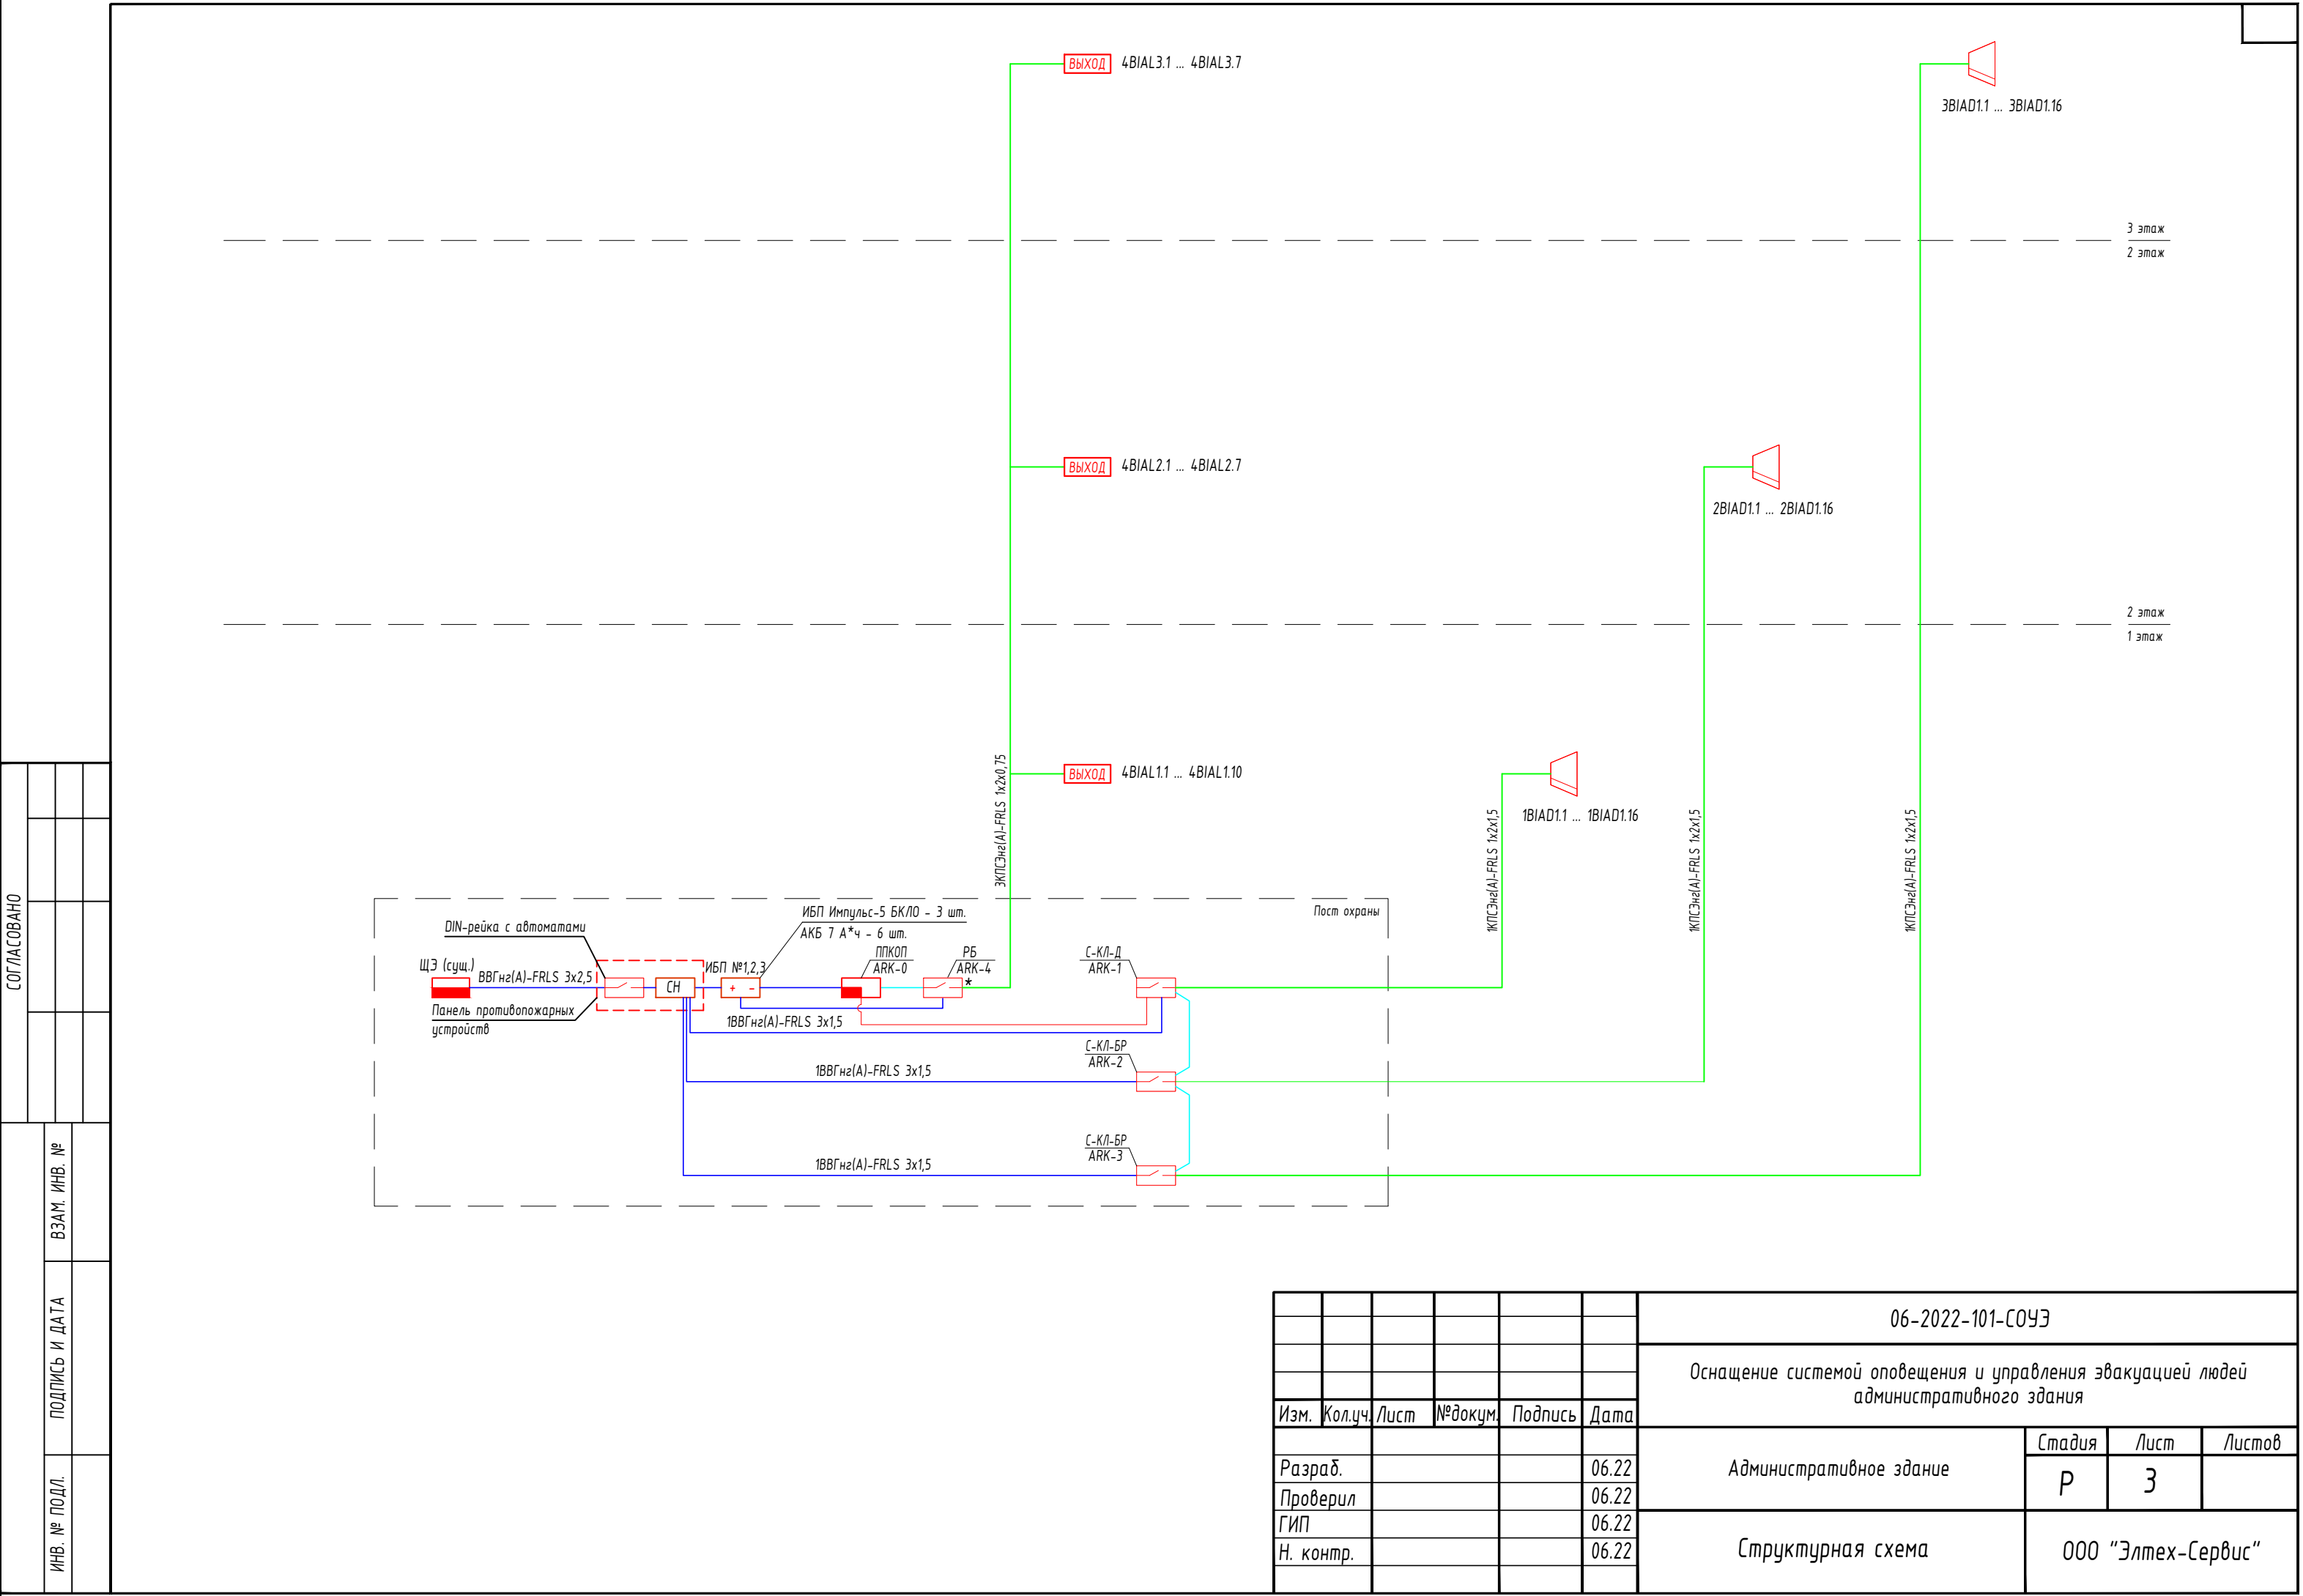 ВЫХОД 4BIAL3.1 ... 4BIAL3.7
3BIAD1.1 ... 3BIAD1.16
3 этаж
2 этаж
ВЫХОД 4BIAL2.1 ... 4BIAL2.7
2BIAD1.1 ... 2BIAD1.16
2 этаж
1 этаж
ВЫХОД 4BIAL1.1 ... 4BIAL1.10
1BIAD1.1 ... 1BIAD1.16
3КПСЭнг(А)-FRLS 1x2x0,75
1КПСЭнг(А)-FRLS 1x2x1,5
1КПСЭнг(А)-FRLS 1x2x1,5
1КПСЭнг(А)-FRLS 1x2x1,5
Пост охраны
ИБП Импульс-5 БКЛО - 3 шт.
АКБ 7 А*ч - 6 шт.
DIN-рейка с автоматами
ЩЭ (сущ.)
ВВГнг(А)-FRLS 3x2,5
СН
ИБП №1,2,3
+ -
ППКОП
ARK-0
РБ
ARK-4
*
С-КЛ-Д
ARK-1
Панель противопожарных
устройств
1ВВГнг(А)-FRLS 3x1,5
С-КЛ-БР
ARK-2
1ВВГнг(А)-FRLS 3x1,5
С-КЛ-БР
ARK-3
1ВВГнг(А)-FRLS 3x1,5
СОГЛАСОВАНО
ВЗАМ. ИНВ. №
ПОДПИСЬ И ДАТА
ИНВ. № ПОДЛ.
06-2022-101-СОУЭ
Оснащение системой оповещения и управления эвакуацией людей
административного здания
Изм. Кол.уч. Лист №докум. Подпись Дата
Административное здание
Стадия Лист Листов
Р 3
Разраб. 06.22
Проверил 06.22
ГИП 06.22
Н. контр. 06.22
Структурная схема
ООО "Элтех-Сервис"